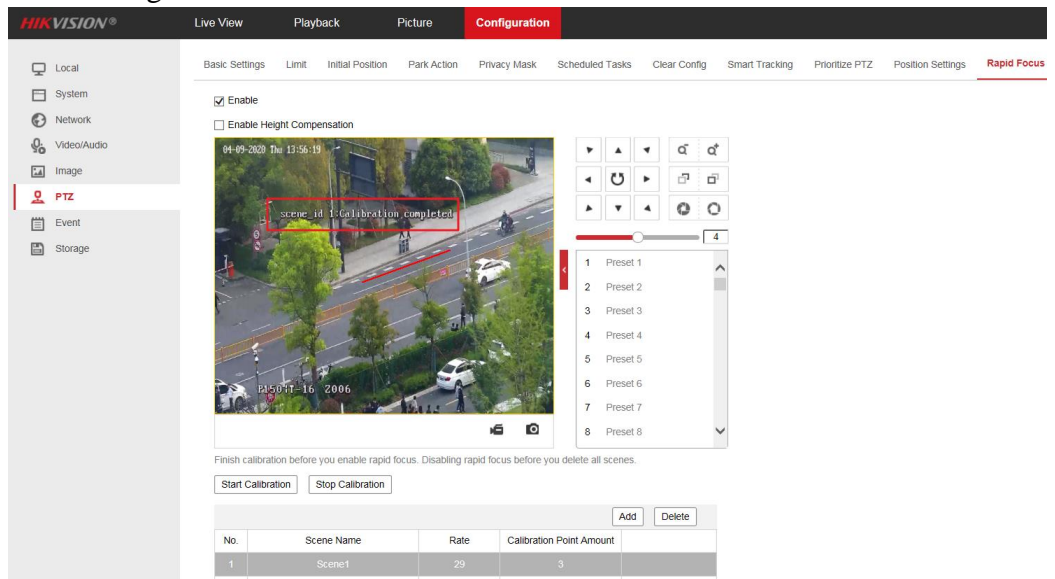 HIKVISION® Live View Playback Picture Configuration
Local
System
Network
Video/Audio
Image
PTZ
Event
Storage
Basic Settings Limit Initial Position Park Action Privacy Mask Scheduled Tasks Clear Config Smart Tracking Prioritize PTZ Position Settings Rapid Focus
Enable
Enable Height Compensation
04-09-2020 Thu 13:56:19
scene_id 1:Calibration completed
2006
4
1 Preset 1
2 Preset 2
3 Preset 3
4 Preset 4
5 Preset 5
6 Preset 6
7 Preset 7
8 Preset 8
Finish calibration before you enable rapid focus. Disabling rapid focus before you delete all scenes.
Start Calibration Stop Calibration
Add Delete
No. Scene Name Rate Calibration Point Amount
1 Scene1 29 3